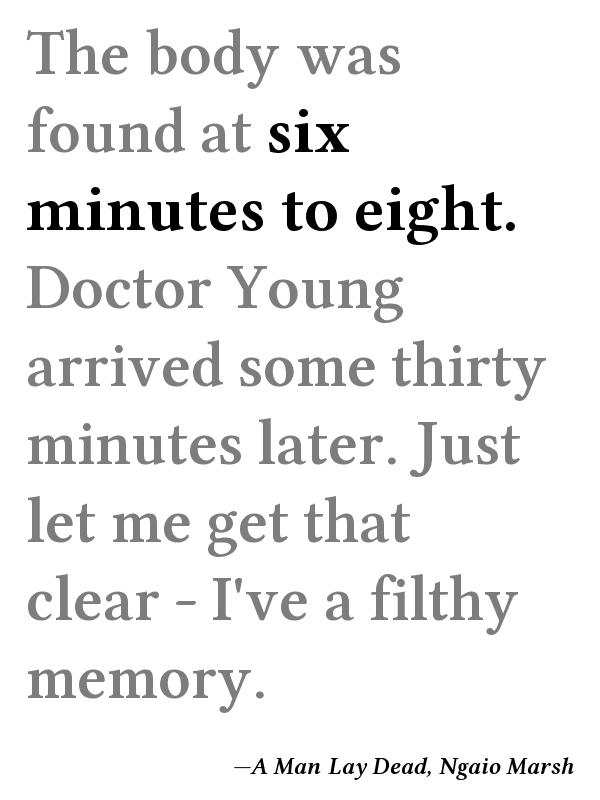 The body was
found at six
minutes to eight.
Doctor Young
arrived some thirty
minutes later. Just
let me get that
clear - I've a filthy
memory.
—A Man Lay Dead, Ngaio Marsh